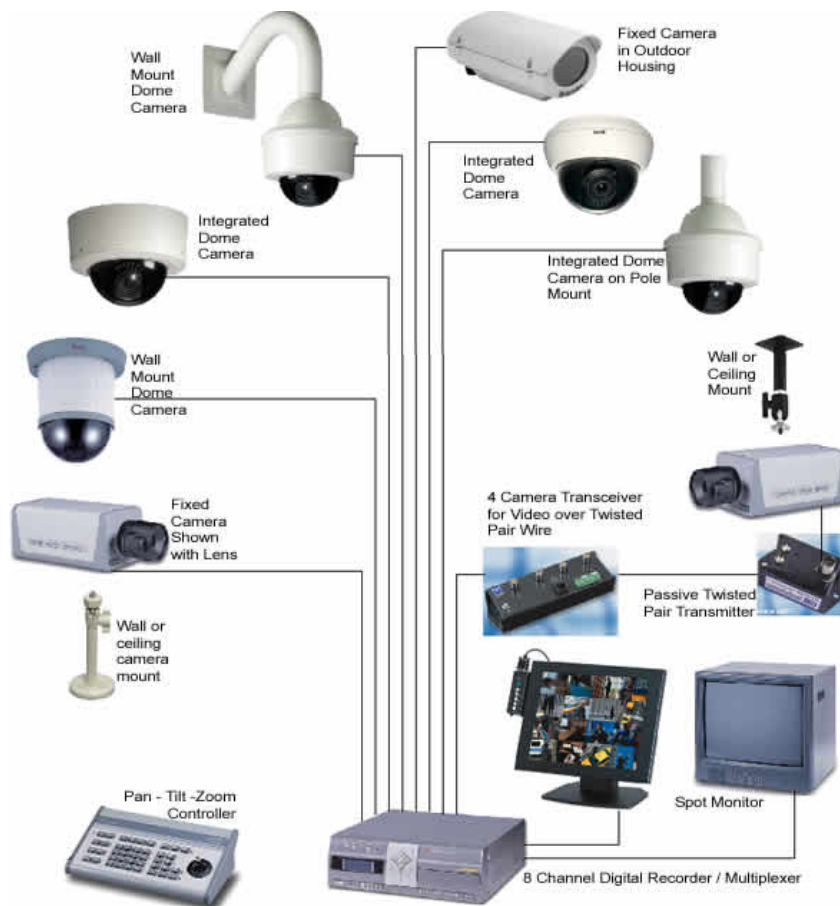 Wall
Mount
Dome
Camera
Fixed Camera
in Outdoor
Housing
Integrated
Dome
Camera
Integrated
Dome
Camera
Integrated Dome
Camera on Pole
Mount
Wall
Mount
Dome
Camera
Wall or
Ceiling
Mount
Fixed
Camera
Shown
with Lens
4 Camera Transceiver
for Video over Twisted
Pair Wire
Passive Twisted
Pair Transmitter
Wall or
ceiling
camera
mount
Pan - Tilt -Zoom
Controller
Spot Monitor
8 Channel Digital Recorder / Multiplexer